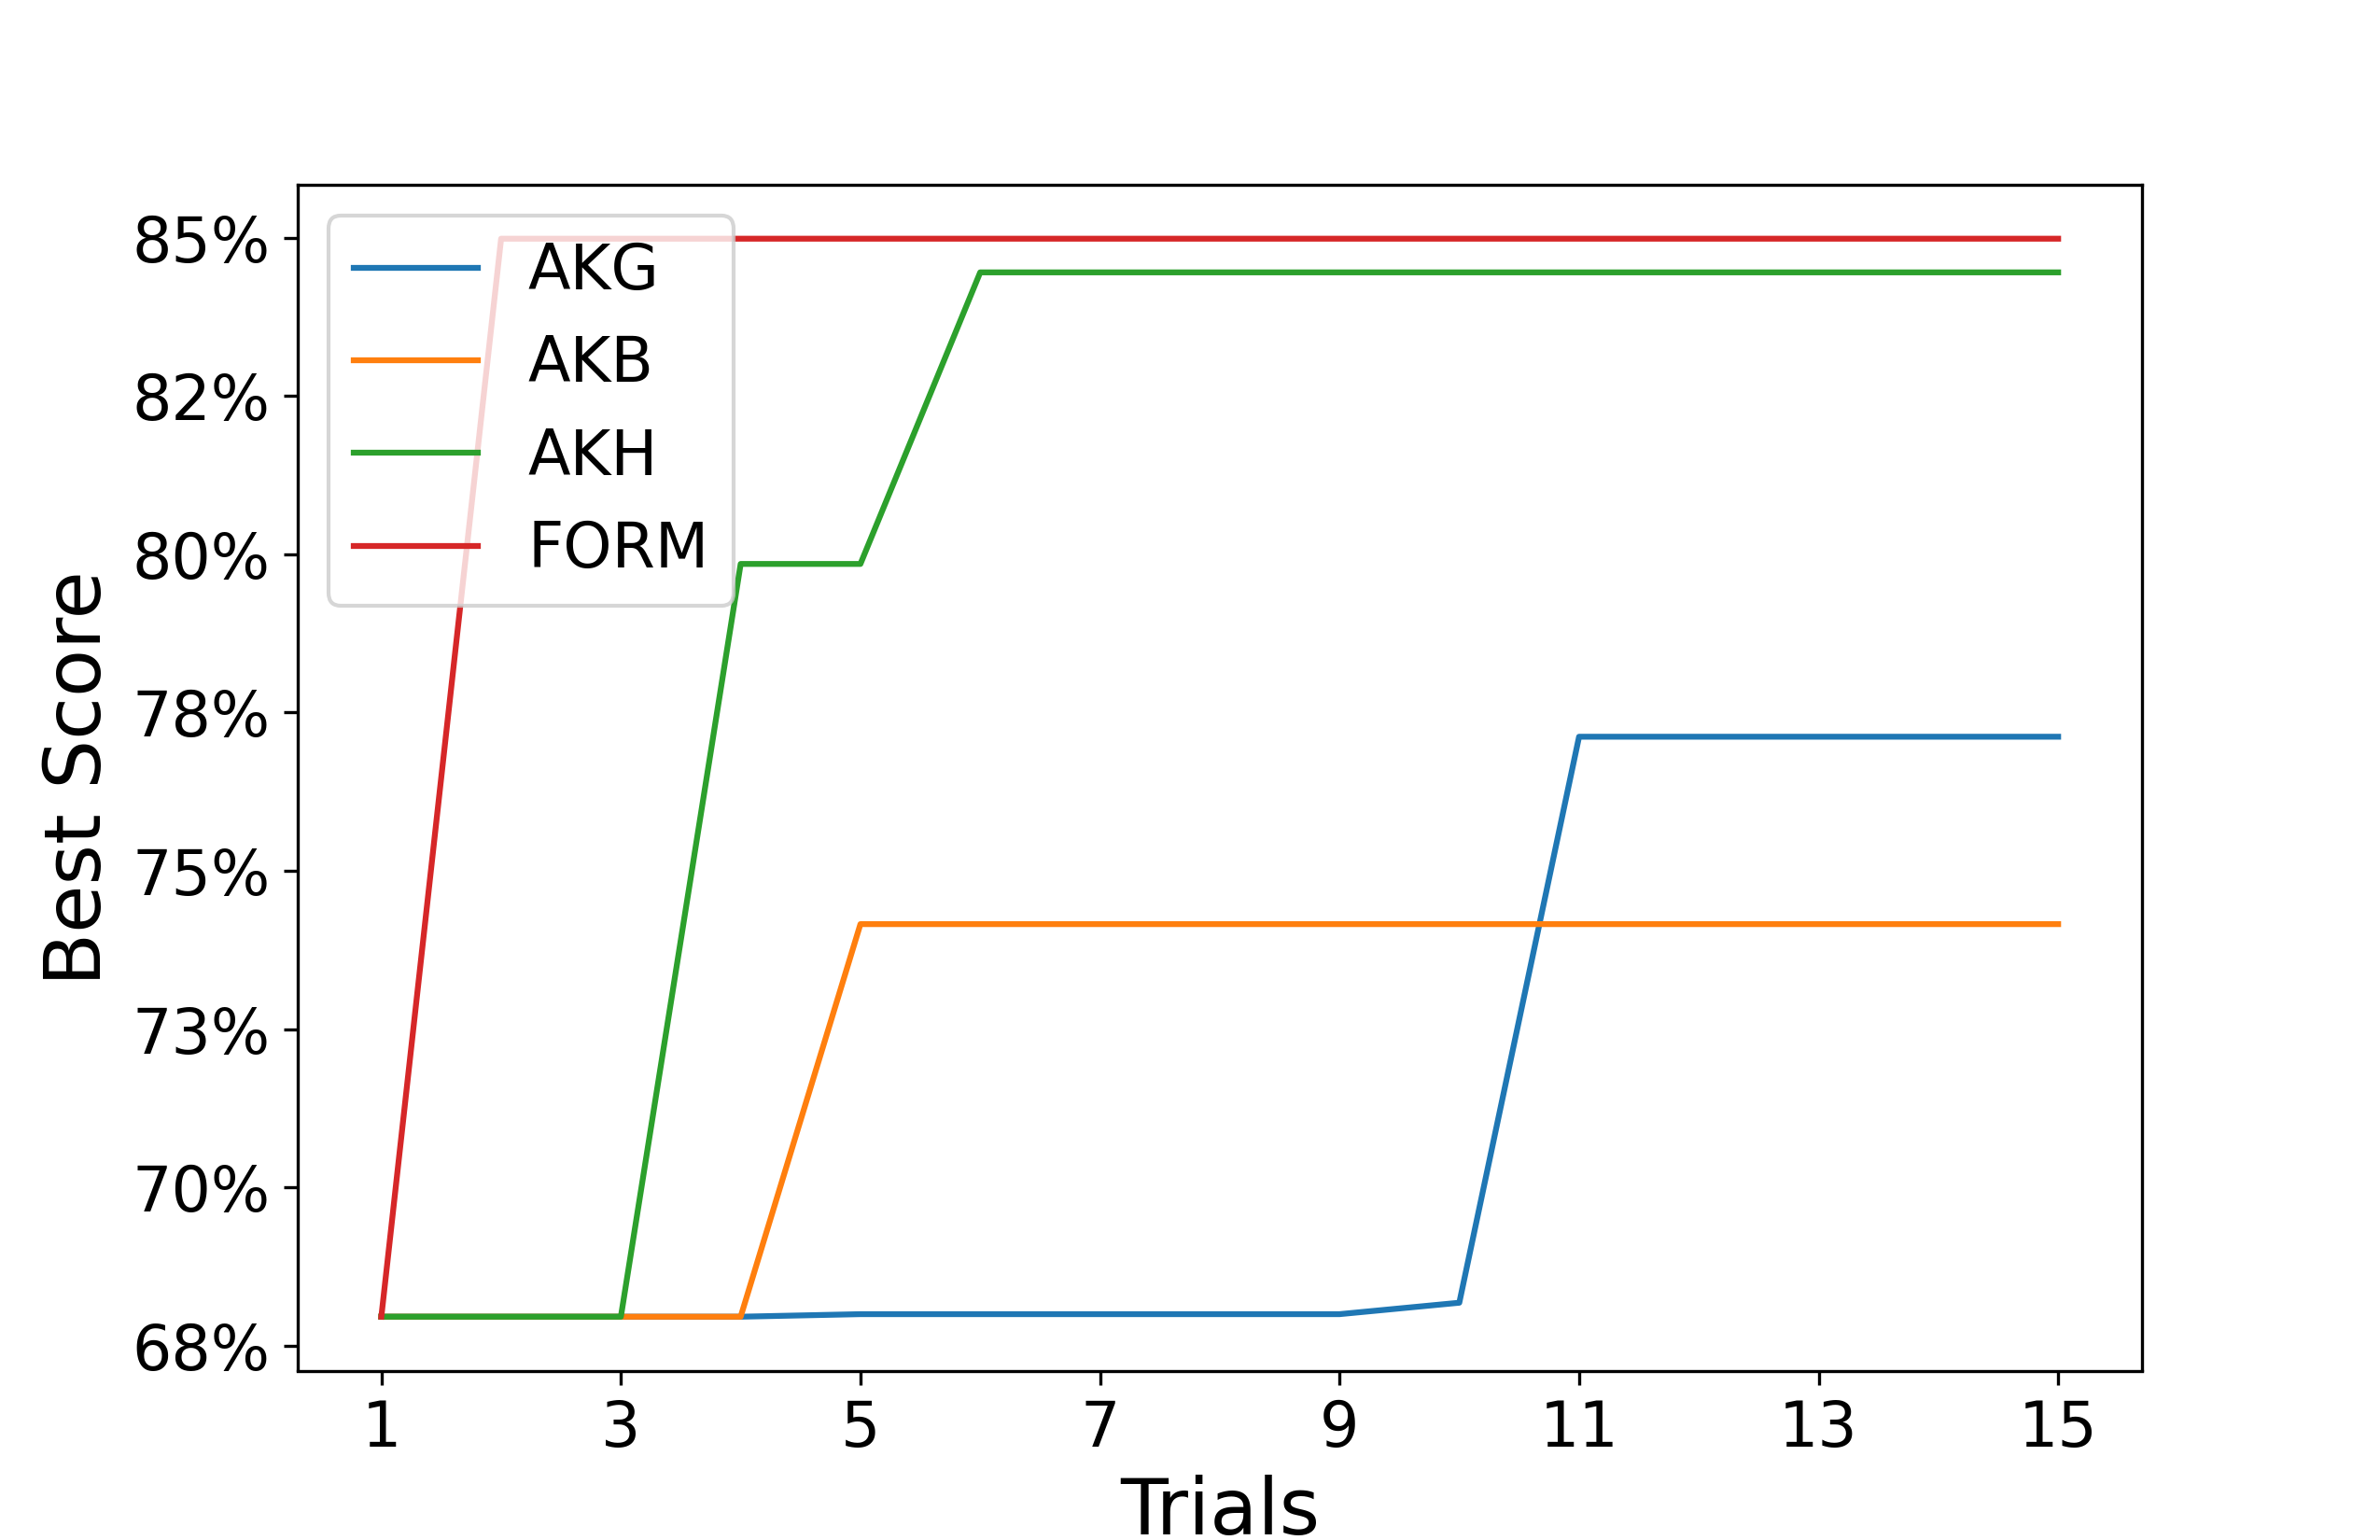 85%
82%
80%
78%
75%
73%
70%
68%
Best Score
AKG
AKB
AKH
FORM
1 3 5 7 9 11 13 15
Trials